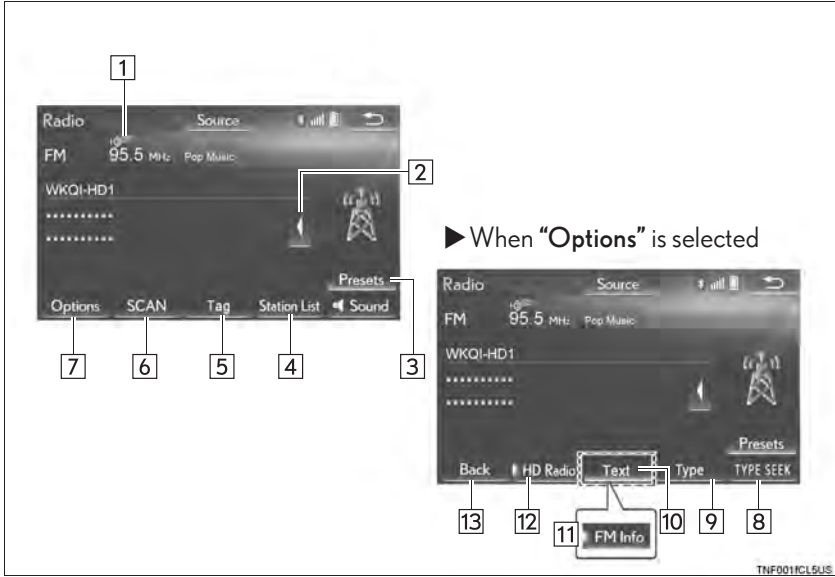 1
Radio Source
FM 95.5 MHz Pop Music
2
WKQI-HD1
Presets
Options SCAN Tag Station List Sound
7 6 5 4 3
▶When "Options" is selected
Radio Source
FM 95.5 MHz Pop Music
WKQI-HD1
Presets
Back HD Radio Text Type TYPE SEEK
13 12 10 9 8
11 FM Info
TNF001fCL5US